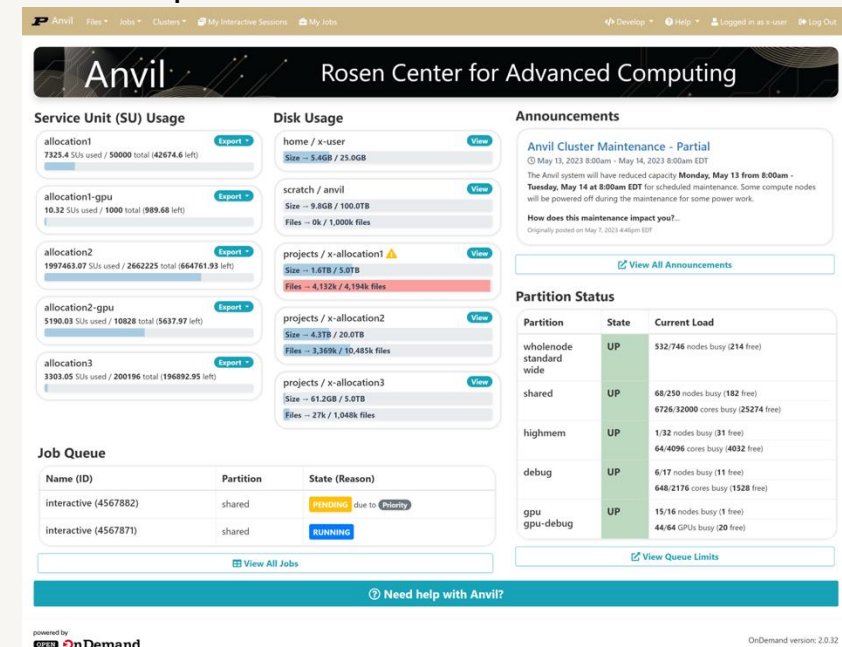 Anvil Files Jobs Clusters My Interactive Sessions My Jobs Develop Help Logged in as x-user Log Out
Anvil Rosen Center for Advanced Computing
Service Unit (SU) Usage
allocation1 Export
7325.4 SUs used / 50000 total (42674.6 left)
allocation1-gpu Export
10.32 SUs used / 1000 total (989.68 left)
allocation2 Export
1997463.07 SUs used / 2662225 total (664761.93 left)
allocation2-gpu Export
5190.03 SUs used / 10828 total (5637.97 left)
allocation3 Export
3303.05 SUs used / 200196 total (196892.95 left)
Disk Usage
home / x-user View
Size → 5.4GB / 25.0GB
scratch / anvil View
Size → 9.8GB / 100.0TB
Files → 0k / 1,000k files
projects / x-allocation1 View
Size → 1.6TB / 5.0TB
Files → 4,132k / 4,194k files
projects / x-allocation2 View
Size → 4.3TB / 20.0TB
Files → 3,369k / 10,485k files
projects / x-allocation3 View
Size → 61.2GB / 5.0TB
Files → 27k / 1,048k files
Announcements
Anvil Cluster Maintenance - Partial
May 13, 2023 8:00am - May 14, 2023 8:00am EDT
The Anvil system will have reduced capacity Monday, May 13 from 8:00am -
Tuesday, May 14 at 8:00am EDT for scheduled maintenance. Some compute nodes
will be powered off during the maintenance for some power work.
How does this maintenance impact you?...
Originally posted on May 7, 2023 4:46pm EDT
View All Announcements
Partition Status
Partition State Current Load
wholenode UP 532/746 nodes busy (214 free)
standard
wide
shared UP 68/250 nodes busy (182 free)
6726/32000 cores busy (25274 free)
highmem UP 1/32 nodes busy (31 free)
64/4096 cores busy (4032 free)
debug UP 6/17 nodes busy (11 free)
648/2176 cores busy (1528 free)
gpu UP 15/16 nodes busy (1 free)
gpu-debug 44/64 GPUs busy (20 free)
View Queue Limits
Job Queue
Name (ID) Partition State (Reason)
interactive (4567882) shared PENDING due to Priority
interactive (4567871) shared RUNNING
View All Jobs
Need help with Anvil?
powered by
OPEN OnDemand
OnDemand version: 2.0.32